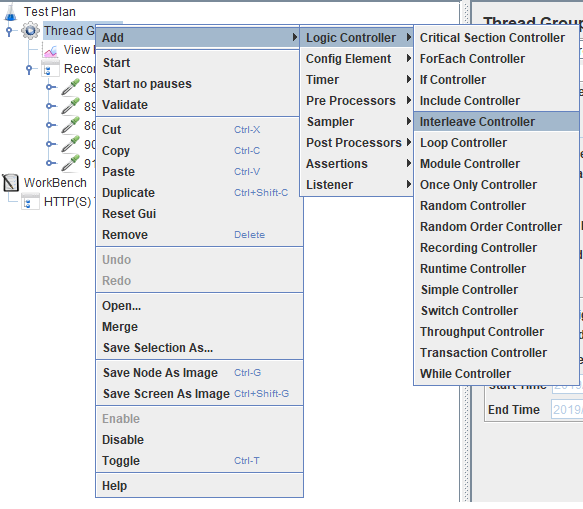 Test Plan
Thread Group
Thread Grou
View
Recor
88
89
86
90
91
WorkBench
HTTP(S)
Add
Start
Start no pauses
Validate
Cut Ctrl-X
Copy Ctrl-C
Paste Ctrl-V
Duplicate Ctrl+Shift-C
Reset Gui
Remove Delete
Undo
Redo
Open...
Merge
Save Selection As...
Save Node As Image Ctrl-G
Save Screen As Image Ctrl+Shift-G
Enable
Disable
Toggle Ctrl-T
Help
Logic Controller
Config Element
Timer
Pre Processors
Sampler
Post Processors
Assertions
Listener
Critical Section Controller
ForEach Controller
If Controller
Include Controller
Interleave Controller
Loop Controller
Module Controller
Once Only Controller
Random Controller
Random Order Controller
Recording Controller
Runtime Controller
Simple Controller
Switch Controller
Throughput Controller
Transaction Controller
While Controller
Start Time 2019/
End Time 2019/